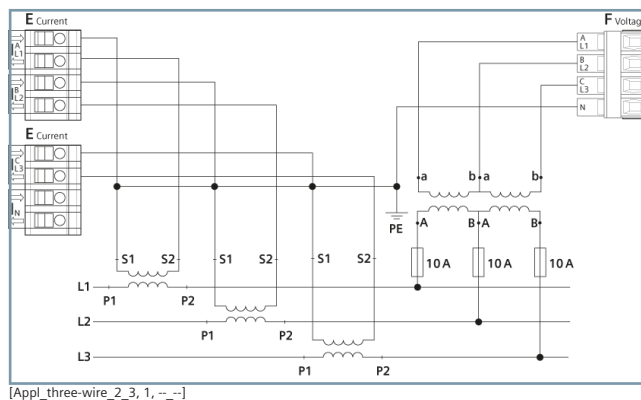 E Current
F Voltag
A
L1
B
L2
C
L3
N
A
L1
B
L2
E Current
C
L3
N
a b a b
PE
A B A B
S1 S2 S1 S2 S1 S2
10 A 10 A 10 A
L1
P1 P2
L2
P1 P2
L3
P1 P2
[Appl_three-wire_2_3, 1, --_--]